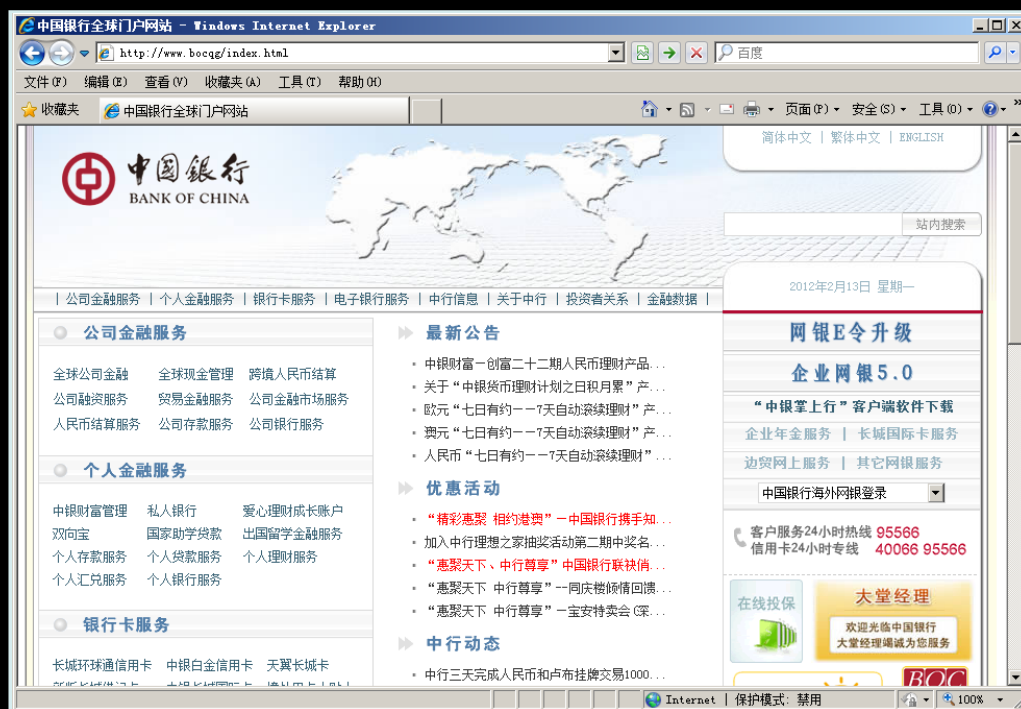 中国银行全球门户网站 - Windows Internet Explorer
http://www.bocqg/index.html
百度
文件(F) 编辑(E) 查看(V) 收藏夹(A) 工具(T) 帮助(H)
收藏夹 中国银行全球门户网站 页面(P) 安全(S) 工具(O)
简体中文 | 繁体中文 | ENGLISH
中国银行
BANK OF CHINA
站内搜索
2012年2月13日 星期一
| 公司金融服务 | 个人金融服务 | 银行卡服务 | 电子银行服务 | 中行信息 | 关于中行 | 投资者关系 | 金融数据 |
公司金融服务
全球公司金融 全球现金管理 跨境人民币结算
公司融资服务 贸易金融服务 公司金融市场服务
人民币结算服务 公司存款服务 公司银行服务
个人金融服务
中银财富管理 私人银行 爱心理财成长账户
双向宝 国家助学贷款 出国留学金融服务
个人存款服务 个人贷款服务 个人理财服务
个人汇兑服务 个人银行服务
银行卡服务
长城环球通信用卡 中银白金信用卡 天翼长城卡
最新公告
中银财富－创富二十二期人民币理财产品...
关于“中银货币理财计划之日积月累”产...
欧元“七日有约－－7天自动滚续理财”产...
澳元“七日有约－－7天自动滚续理财”产...
人民币“七日有约－－7天自动滚续理财”...
优惠活动
“精彩惠聚 相约港澳”－中国银行携手知...
加入中行理想之家抽奖活动第二期中奖名...
“惠聚天下、中行尊享”中国银行联袂俏...
“惠聚天下 中行尊享”--同庆楼倾情回馈...
“惠聚天下 中行尊享”－宝安特卖会(深...
中行动态
中行三天完成人民币和卢布挂牌交易1000...
网银E令升级
企业网银5.0
“中银掌上行”客户端软件下载
企业年金服务 | 长城国际卡服务
边贸网上服务 | 其它网银服务
中国银行海外网银登录
客户服务24小时热线 95566
信用卡24小时专线 40066 95566
在线投保
大堂经理
欢迎光临中国银行
大堂经理竭诚为您服务
BOC
Internet | 保护模式: 禁用 100%